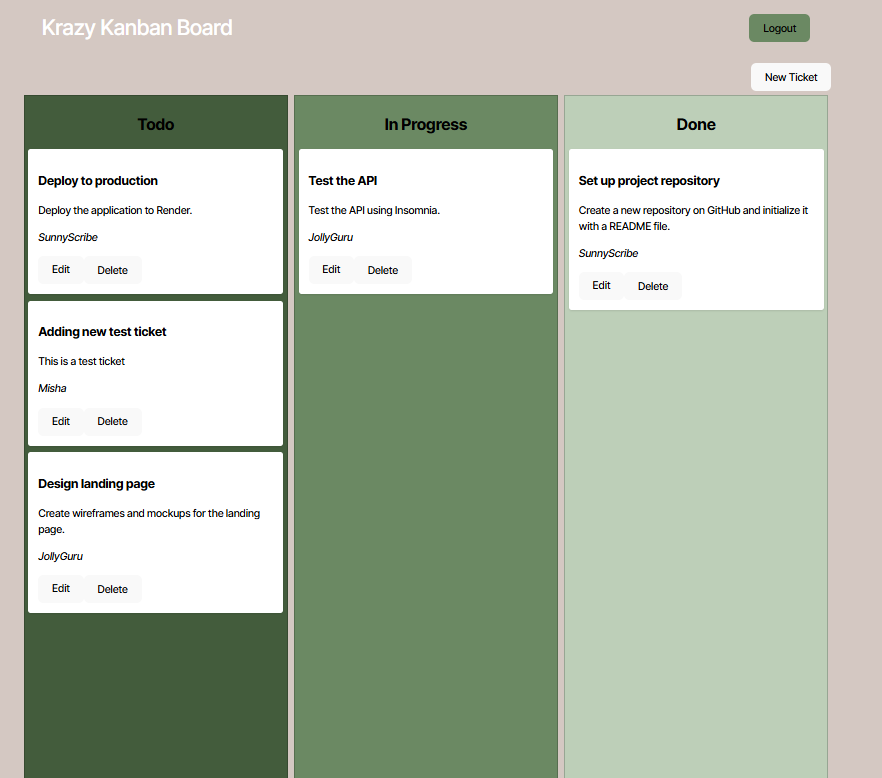 Krazy Kanban Board
Logout
New Ticket
Todo
Deploy to production
Deploy the application to Render.
SunnyScribe
Edit
Delete
Adding new test ticket
This is a test ticket
Misha
Edit
Delete
Design landing page
Create wireframes and mockups for the landing
page.
JollyGuru
Edit
Delete
In Progress
Test the API
Test the API using Insomnia.
JollyGuru
Edit
Delete
Done
Set up project repository
Create a new repository on GitHub and initialize it
with a README file.
SunnyScribe
Edit
Delete